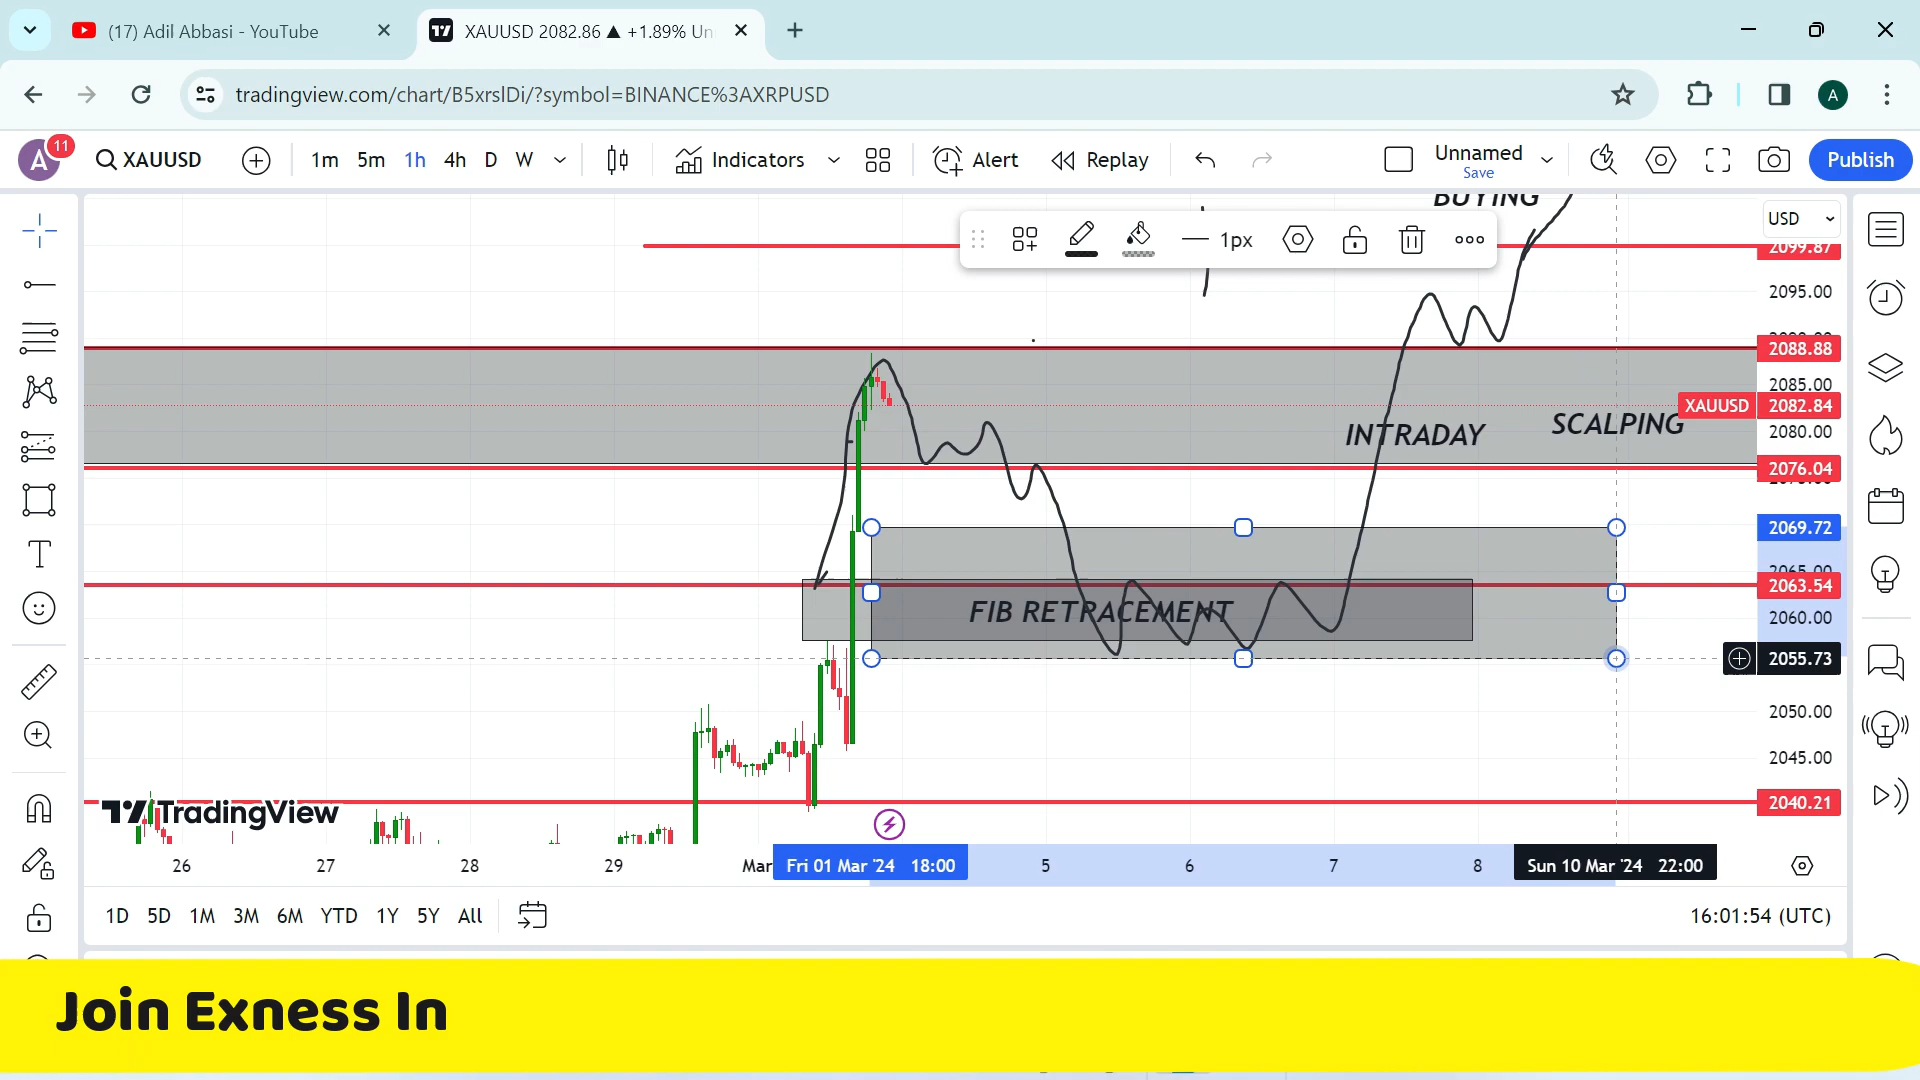 (17) Adil Abbasi - YouTube
XAUUSD 2082.86 ▲ +1.89% Un
tradingview.com/chart/B5xrslDi/?symbol=BINANCE%3AXRPUSD
A
A
11
XAUUSD
1m 5m 1h 4h D W
Indicators
Alert
Replay
Unnamed
Save
Publish
BUYING
USD
1px
2099.87
2095.00
2088.88
2085.00
XAUUSD 2082.84
2080.00
INTRADAY
SCALPING
2076.04
2069.72
2065.00
2063.54
2060.00
FIB RETRACEMENT
2055.73
2050.00
2045.00
2040.21
TradingView
26 27 28 29 Mar Fri 01 Mar '24 18:00 5 6 7 8 Sun 10 Mar '24 22:00
1D 5D 1M 3M 6M YTD 1Y 5Y All
16:01:54 (UTC)
Join Exness In